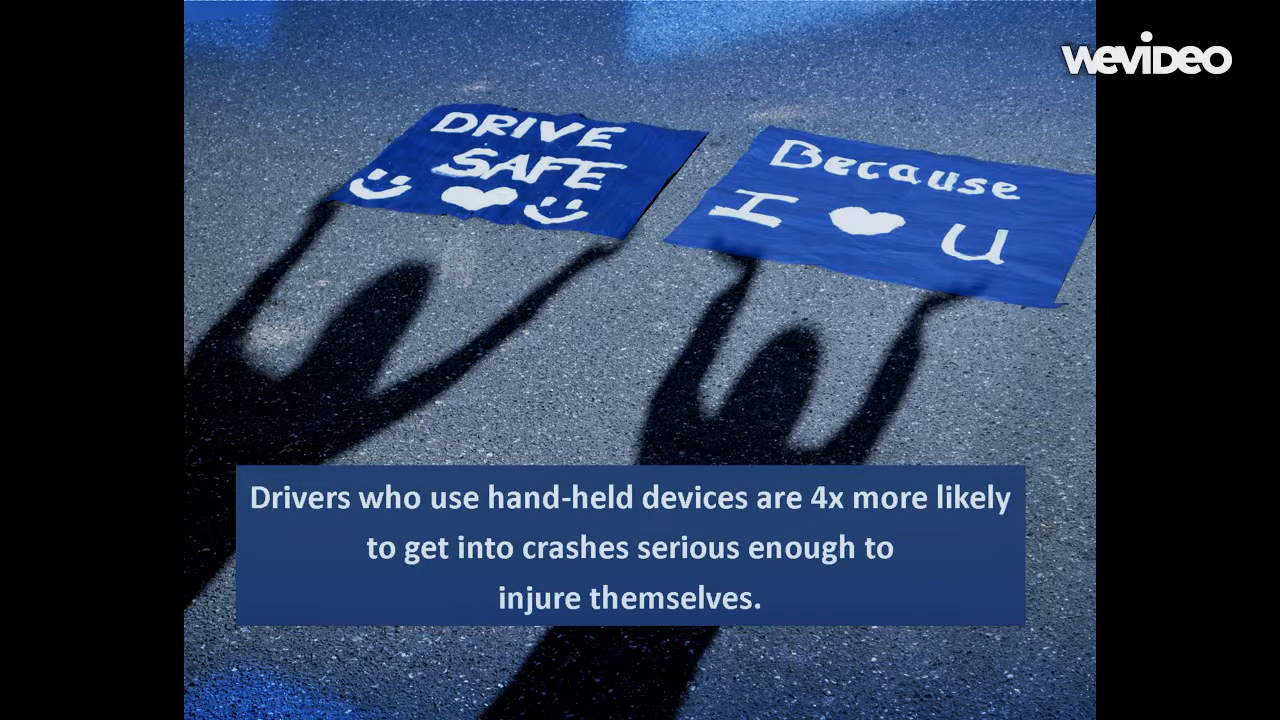 WEVIDEO
DRIVE
SAFE
Because
I ♥ U
Drivers who use hand-held devices are 4x more likely
to get into crashes serious enough to
injure themselves.